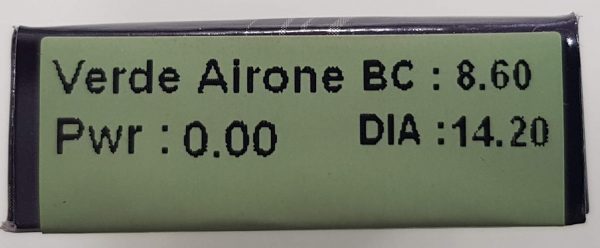 Verde Airone BC : 8.60
Pwr : 0.00 DIA : 14.20